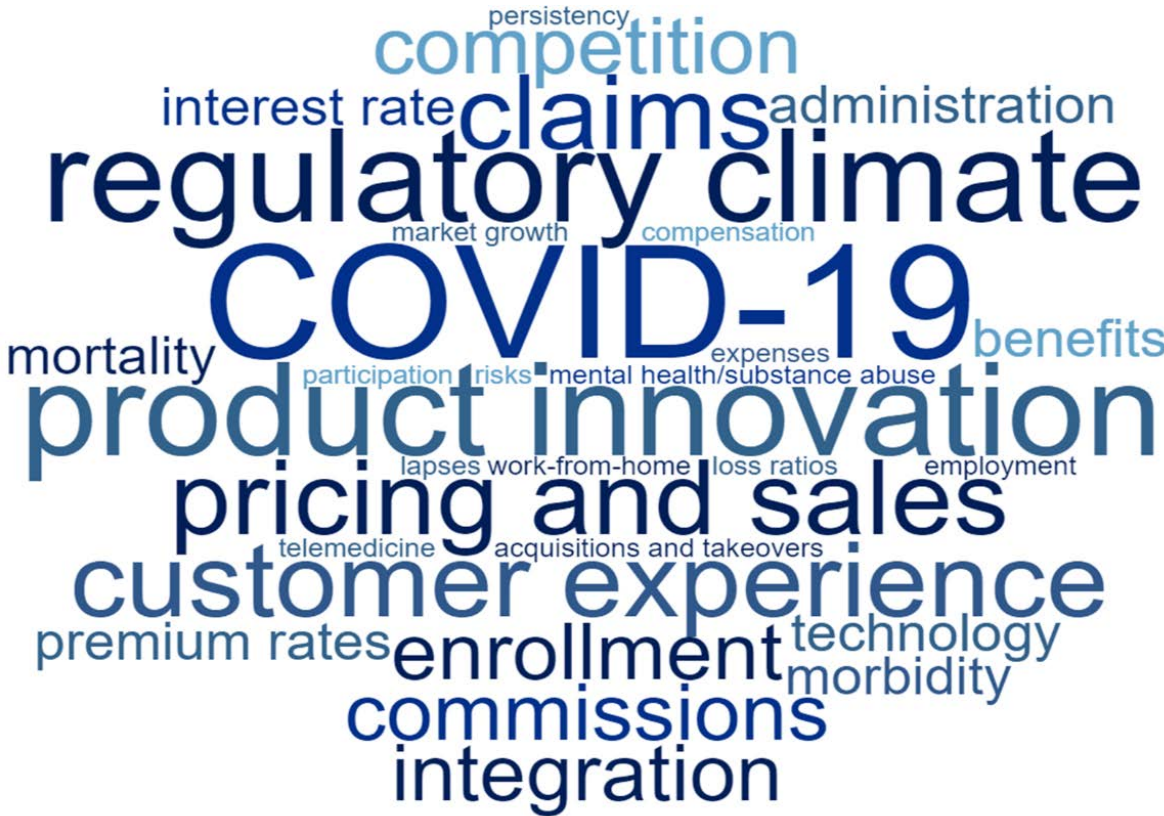 persistency
competition
interest rate claims administration
regulatory climate
market growth compensation
COVID-19
mortality expenses benefits
participation risks mental health/substance abuse
product innovation
lapses work-from-home loss ratios employment
pricing and sales
telemedicine acquisitions and takeovers
customer experience
premium rates enrollment technology
morbidity
commissions
integration